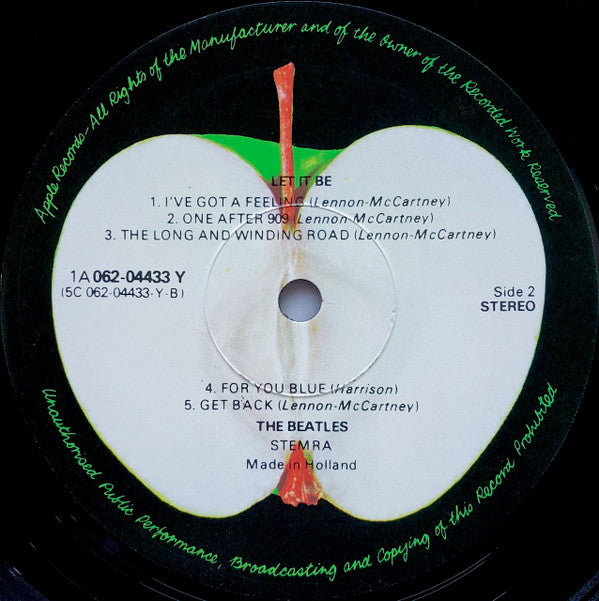 Apple Records-All Rights of the Manufacturer and of the Owner of the Recorded Work Reserved
LET IT BE
1. I'VE GOT A FEELING (Lennon-McCartney)
2. ONE AFTER 909 (Lennon-McCartney)
3. THE LONG AND WINDING ROAD (Lennon-McCartney)
1A 062-04433 Y
(5C 062-04433-Y-B)
Side 2
STEREO
4. FOR YOU BLUE (Harrison)
5. GET BACK (Lennon-McCartney)
THE BEATLES
STEMRA
Made in Holland
Unauthorised Public Performance, Broadcasting and Copying of this Record Prohibited